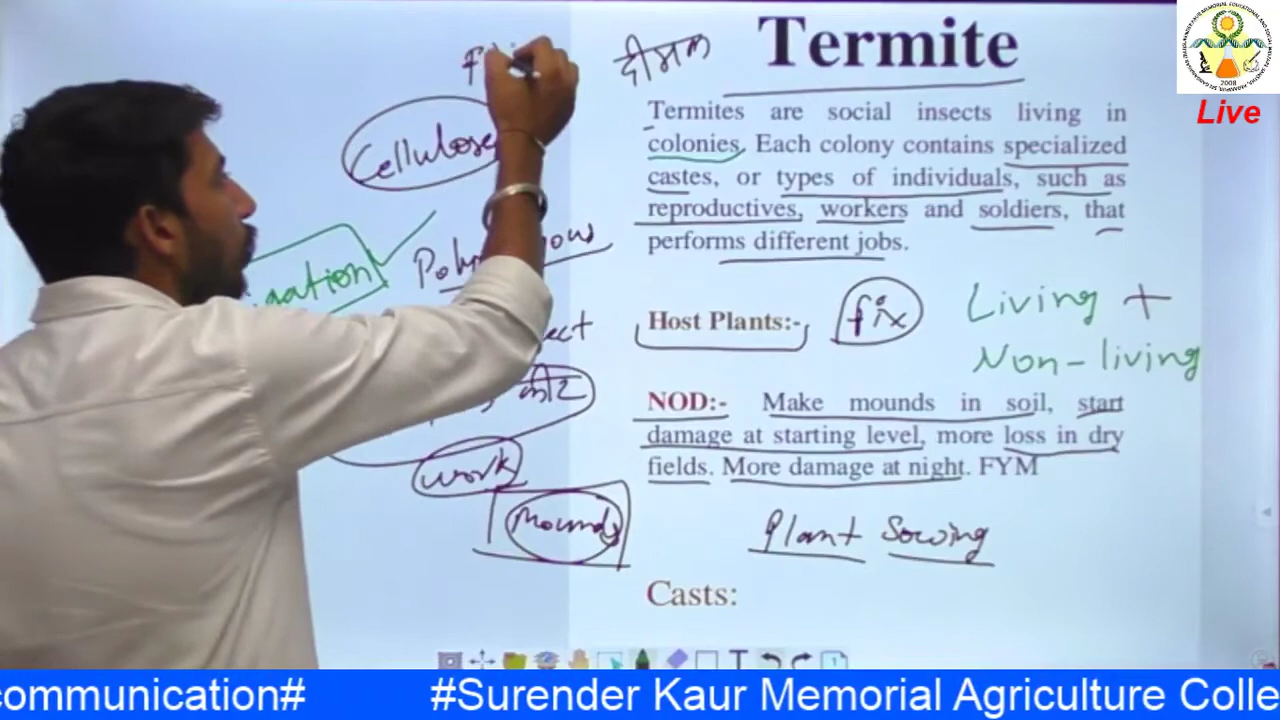 Termite
दीमक
Live
2008
Termites are social insects living in
colonies. Each colony contains specialized
castes, or types of individuals, such as
reproductives, workers and soldiers, that
performs different jobs.
Cellulose
Host Plants:- fix Living +
Non-living
NOD:- Make mounds in soil, start
damage at starting level, more loss in dry
fields. More damage at night. FYM
work
Mounds
Plant Sowing
Casts:
communication# #Surender Kaur Memorial Agriculture Colle